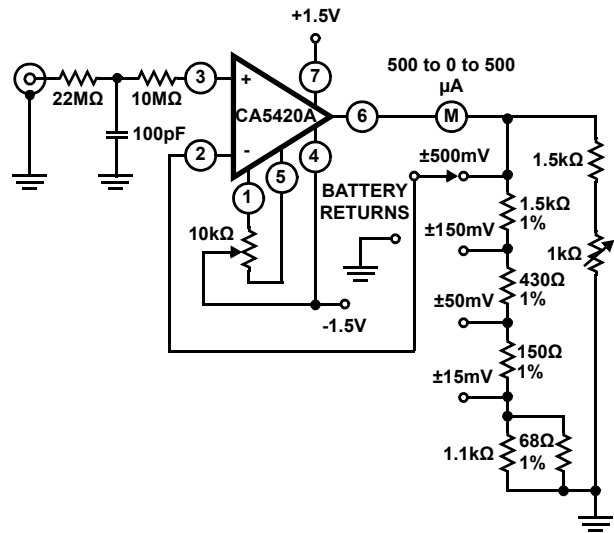 +1.5V
500 to 0 to 500
µA
22MΩ
10MΩ
100pF
3
+
CA5420A
7
6
M
2
-
4
5
1
±500mV
BATTERY
RETURNS
10kΩ
-1.5V
1.5kΩ
1.5kΩ
1%
±150mV
1kΩ
430Ω
1%
±50mV
150Ω
1%
±15mV
1.1kΩ
68Ω
1%